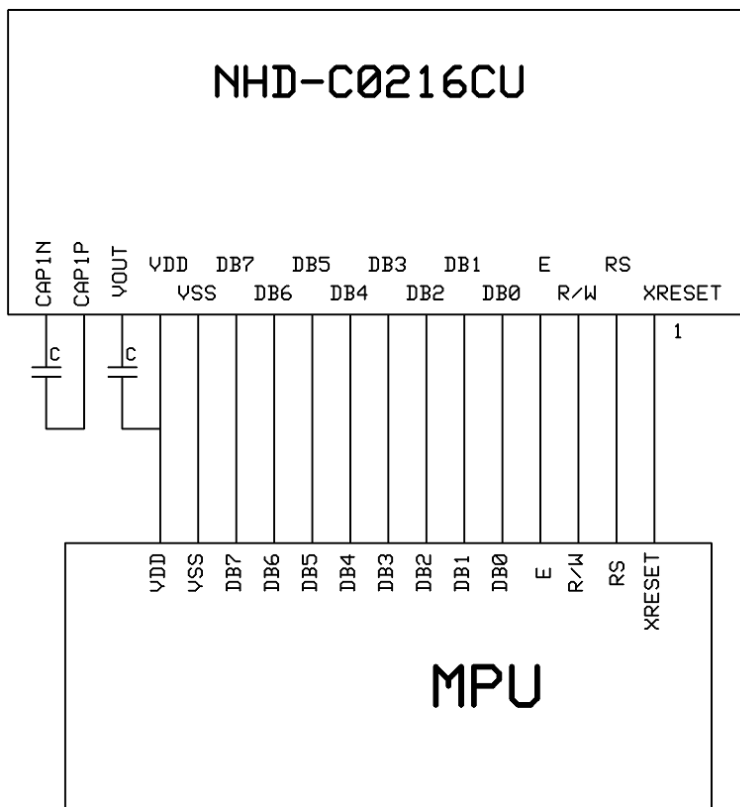 NHD-C0216CU
CAP1N CAP1P VOUT
VDD DB7 DB5 DB3 DB1 E RS
VSS DB6 DB4 DB2 DB0 R/W XRESET
1
C C
VDD VSS DB7 DB6 DB5 DB4 DB3 DB2 DB1 DB0 E R/W RS XRESET
MPU